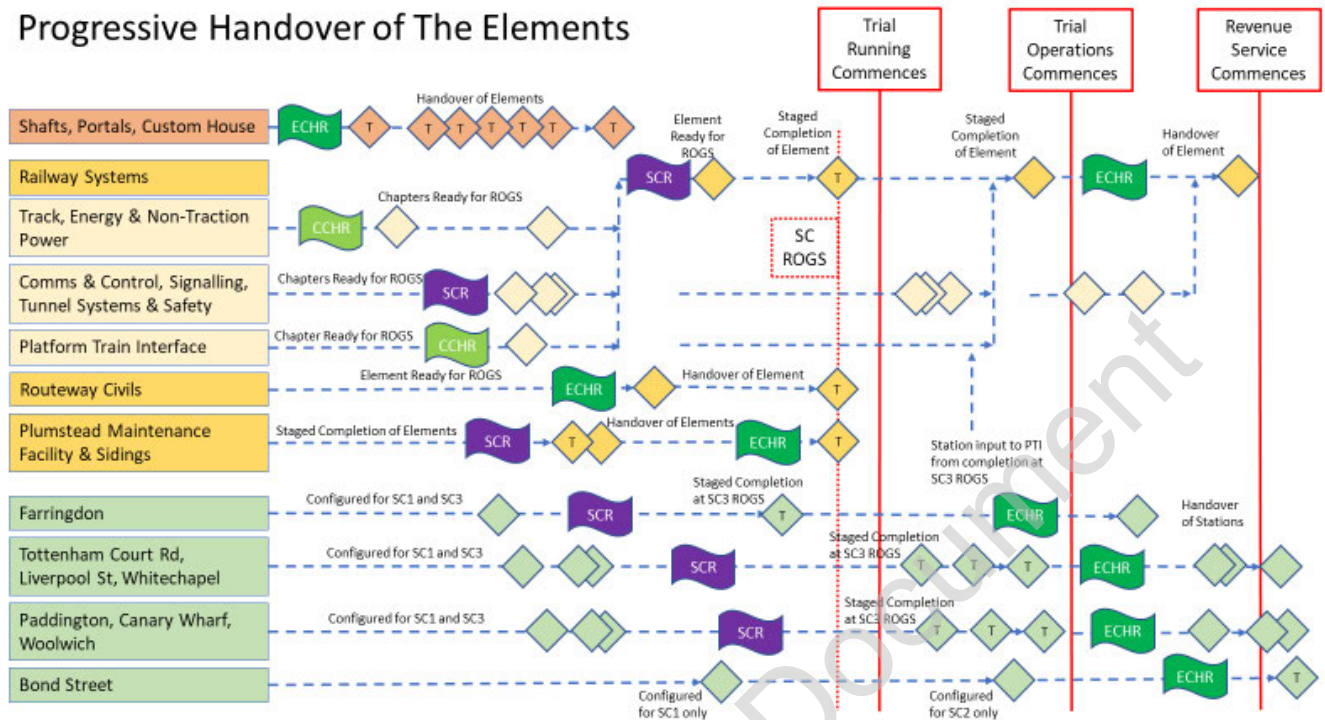 Progressive Handover of The Elements
Trial
Running
Commences
Trial
Operations
Commences
Revenue
Service
Commences
Shafts, Portals, Custom House
ECHR
T
Handover of Elements
T
T
T
T
T
T
Element
Ready for
ROGS
Staged
Completion
of Element
Staged
Completion
of Element
Handover
of Element
Railway Systems
SCR
T
ECHR
Track, Energy & Non-Traction
Power
Chapters Ready for ROGS
CCHR
SC
ROGS
Comms & Control, Signalling,
Tunnel Systems & Safety
Chapters Ready for ROGS
SCR
Platform Train Interface
Chapter Ready for ROGS
CCHR
Routeway Civils
Element Ready for ROGS
ECHR
Handover of Element
T
Plumstead Maintenance
Facility & Sidings
Staged Completion of Elements
SCR
T
Handover of Elements
ECHR
T
Station input to PTI
from completion at
SC3 ROGS
Farringdon
Configured for SC1 and SC3
SCR
Staged Completion
at SC3 ROGS
T
ECHR
Handover
of Stations
Tottenham Court Rd,
Liverpool St, Whitechapel
Configured for SC1 and SC3
SCR
Staged Completion
at SC3 ROGS
T
T
T
ECHR
Paddington, Canary Wharf,
Woolwich
Configured for SC1 and SC3
SCR
Staged Completion
at SC3 ROGS
T
T
T
ECHR
Bond Street
Configured
for SC1 only
Configured
for SC2 only
ECHR
T
Document